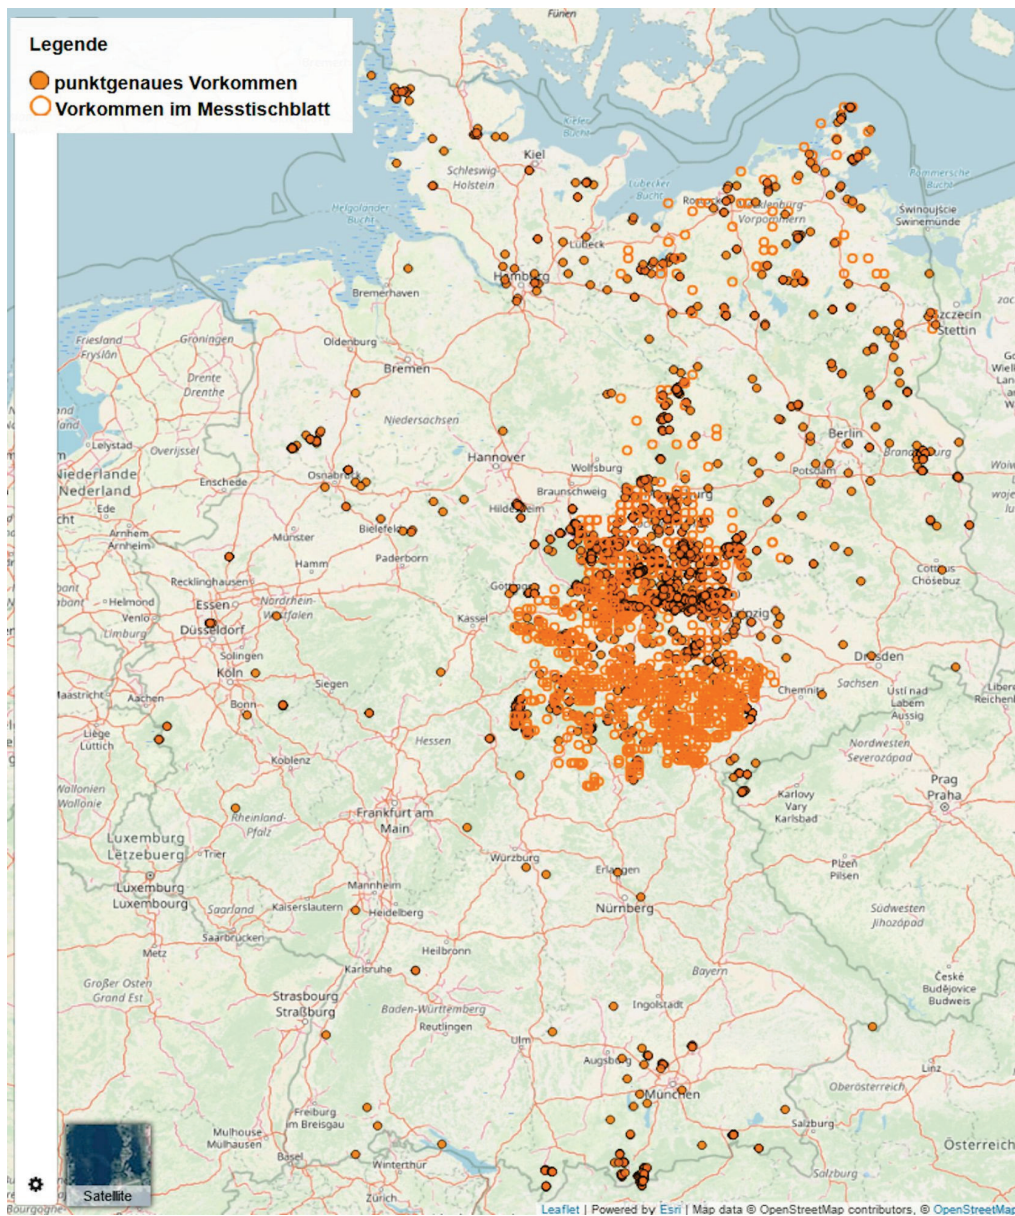 Legende
punktgenaues Vorkommen
Vorkommen im Messtischblatt
Fünen
Kieler
Bucht
Kiel
Schleswig-
Holstein
Lübecker
Bucht
Pommersche
Bucht
Helgolander
Bucht
Vorpommern
Świnoujście
Swinemünde
Lübeck
Hamburg
Bremerhaven
Szczecin
Stettin
Friesland
Fryslân
Gröningen
Oldenburg
Bremen
Drente
Drenthe
Niedersachsen
Lelystad
Overijssel
Berlin
Hannover
Wolfsburg
Potsdam
Brandenburg
Niederlande
Nederland
Enschede
Osnabrück
Braunschweig
Ede
Hildesheim
Arnhem
Arnheim
Münster
Bielefeld
Hamm
Paderborn
Recklinghausen
Göttingen
Cottbus
Chóśebuz
Helmond
Venlo
Essen
Nordrhein-
Westfalen
Limburg
Düsseldorf
Kassel
Leipzig
Solingen
Dresden
Köln
Siegen
Chemnitz
Sachsen
Maastricht
Aachen
Bonn
Ústí nad
Labem
Aussig
Liège
Lüttich
Hessen
Nordwesten
Severozápad
Koblenz
Wallonien
Wallonie
Karlovy
Vary
Karlsbad
Prag
Praha
Rheinland-
Pfalz
Frankfurt am
Main
Luxemburg
Lëtzebuerg
Trier
Würzburg
Erlangen
Plzeň
Pilsen
Luxemburg
Luxembourg
Mannheim
Saarland
Kaiserslautern
Heidelberg
Nürnberg
Südwesten
Jihozápad
Saarbrücken
Metz
Heilbronn
Karlsruhe
Bayern
Großer Osten
Grand Est
České
Budějovice
Budweis
Strasbourg
Straßburg
Baden-Württemberg
Ingolstadt
Reutlingen
Ulm
Augsburg
Linz
München
Oberösterreich
Freiburg
im Breisgau
Salzburg
Mulhouse
Mülhausen
Basel
Winterthur
Österreich
Salzburg
Zürich
Satellite
Bourgogne
Leaflet | Powered by Esri | Map data © OpenStreetMap contributors, © OpenStreetMap